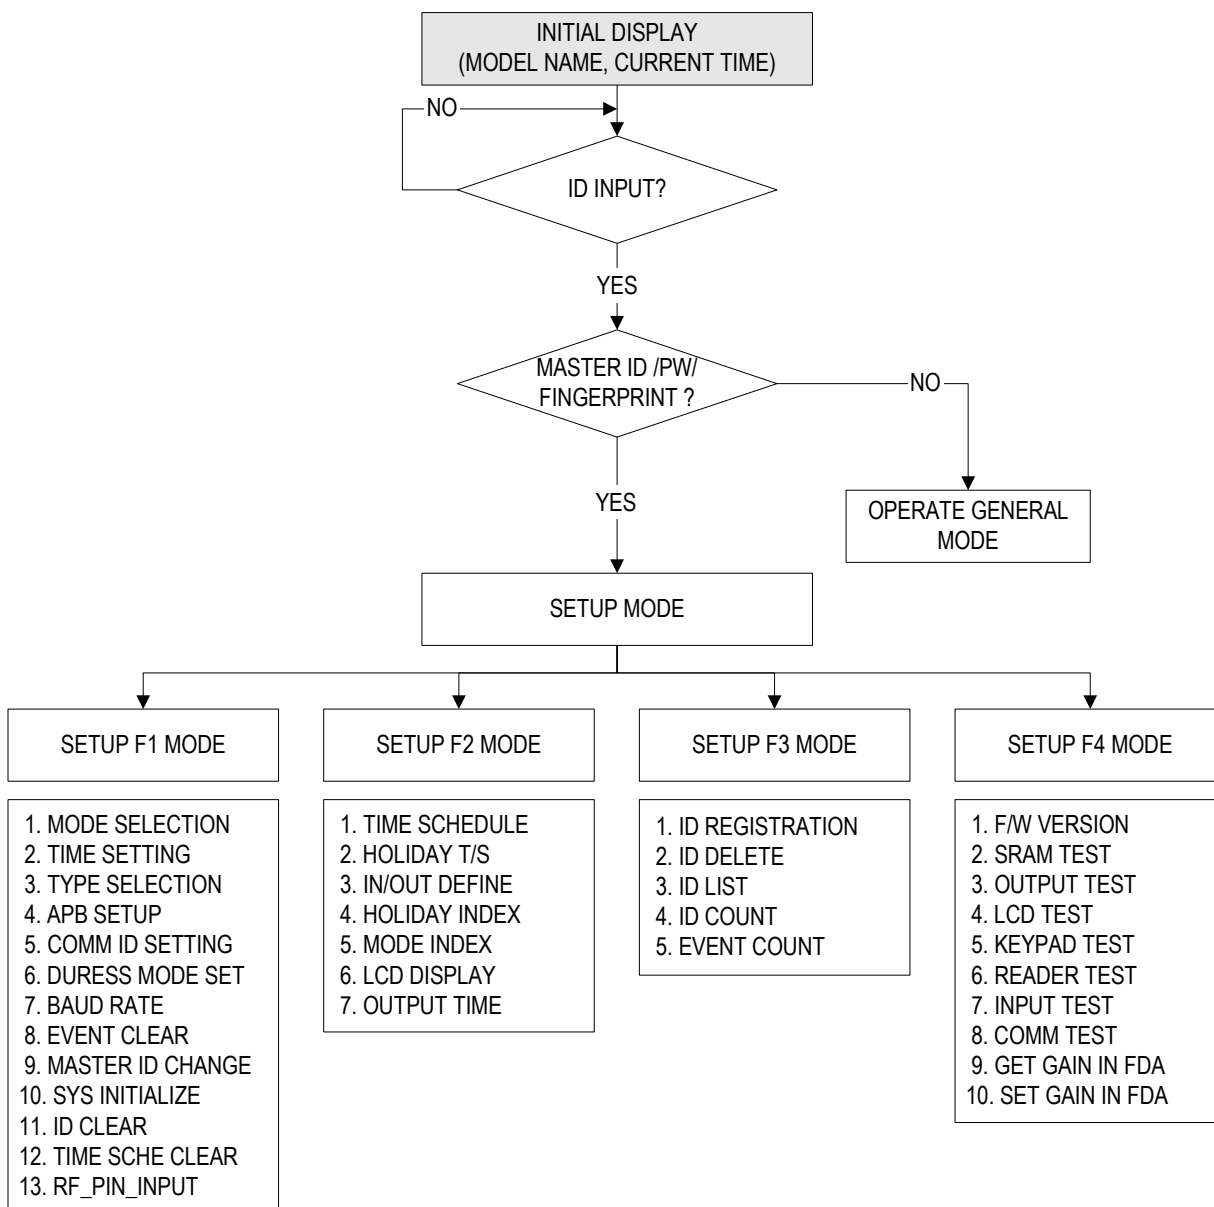 INITIAL DISPLAY
(MODEL NAME, CURRENT TIME)
NO
ID INPUT?
YES
MASTER ID /PW/
FINGERPRINT ?
NO
YES
OPERATE GENERAL
MODE
SETUP MODE
SETUP F1 MODE
1. MODE SELECTION
2. TIME SETTING
3. TYPE SELECTION
4. APB SETUP
5. COMM ID SETTING
6. DURESS MODE SET
7. BAUD RATE
8. EVENT CLEAR
9. MASTER ID CHANGE
10. SYS INITIALIZE
11. ID CLEAR
12. TIME SCHE CLEAR
13. RF_PIN_INPUT
SETUP F2 MODE
1. TIME SCHEDULE
2. HOLIDAY T/S
3. IN/OUT DEFINE
4. HOLIDAY INDEX
5. MODE INDEX
6. LCD DISPLAY
7. OUTPUT TIME
SETUP F3 MODE
1. ID REGISTRATION
2. ID DELETE
3. ID LIST
4. ID COUNT
5. EVENT COUNT
SETUP F4 MODE
1. F/W VERSION
2. SRAM TEST
3. OUTPUT TEST
4. LCD TEST
5. KEYPAD TEST
6. READER TEST
7. INPUT TEST
8. COMM TEST
9. GET GAIN IN FDA
10. SET GAIN IN FDA